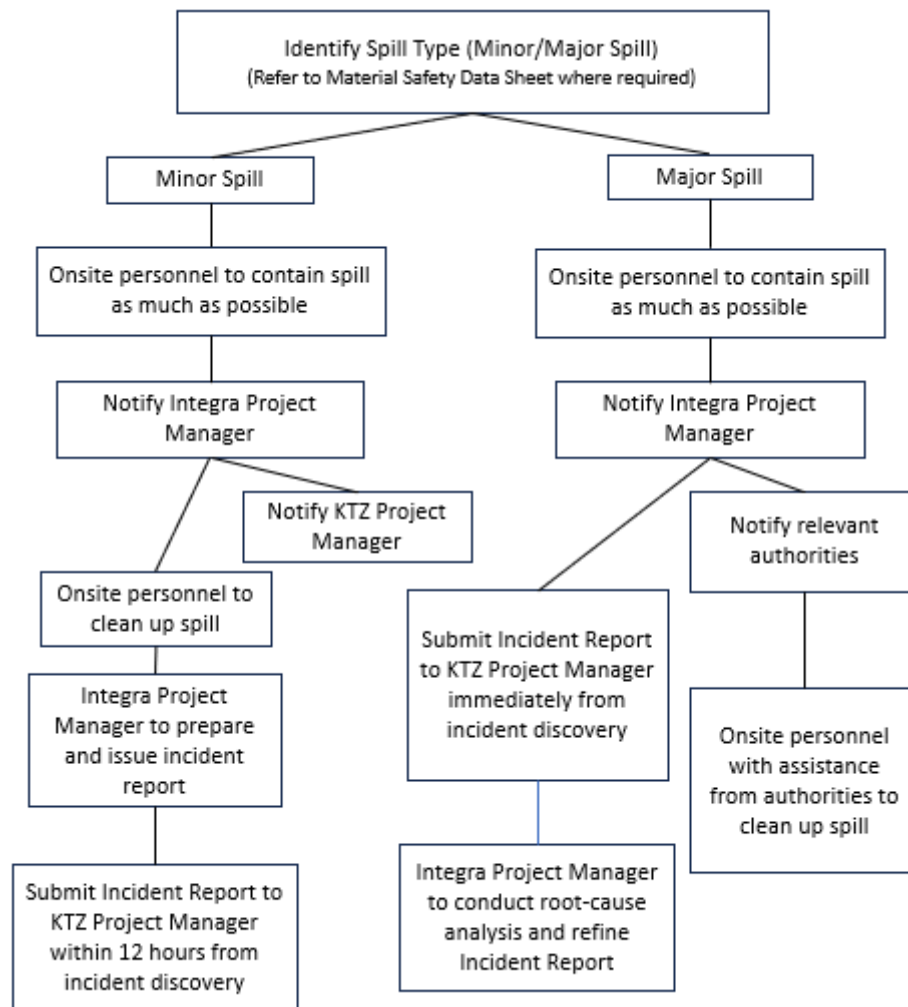 Identify Spill Type (Minor/Major Spill)
(Refer to Material Safety Data Sheet where required)
Minor Spill
Major Spill
Onsite personnel to contain spill
as much as possible
Onsite personnel to contain spill
as much as possible
Notify Integra Project
Manager
Notify Integra Project
Manager
Notify KTZ Project
Manager
Notify relevant
authorities
Onsite personnel to
clean up spill
Submit Incident Report
to KTZ Project Manager
immediately from
incident discovery
Integra Project
Manager to prepare
and issue incident
report
Onsite personnel
with assistance
from authorities to
clean up spill
Submit Incident Report to
KTZ Project Manager
within 12 hours from
incident discovery
Integra Project Manager
to conduct root-cause
analysis and refine
Incident Report